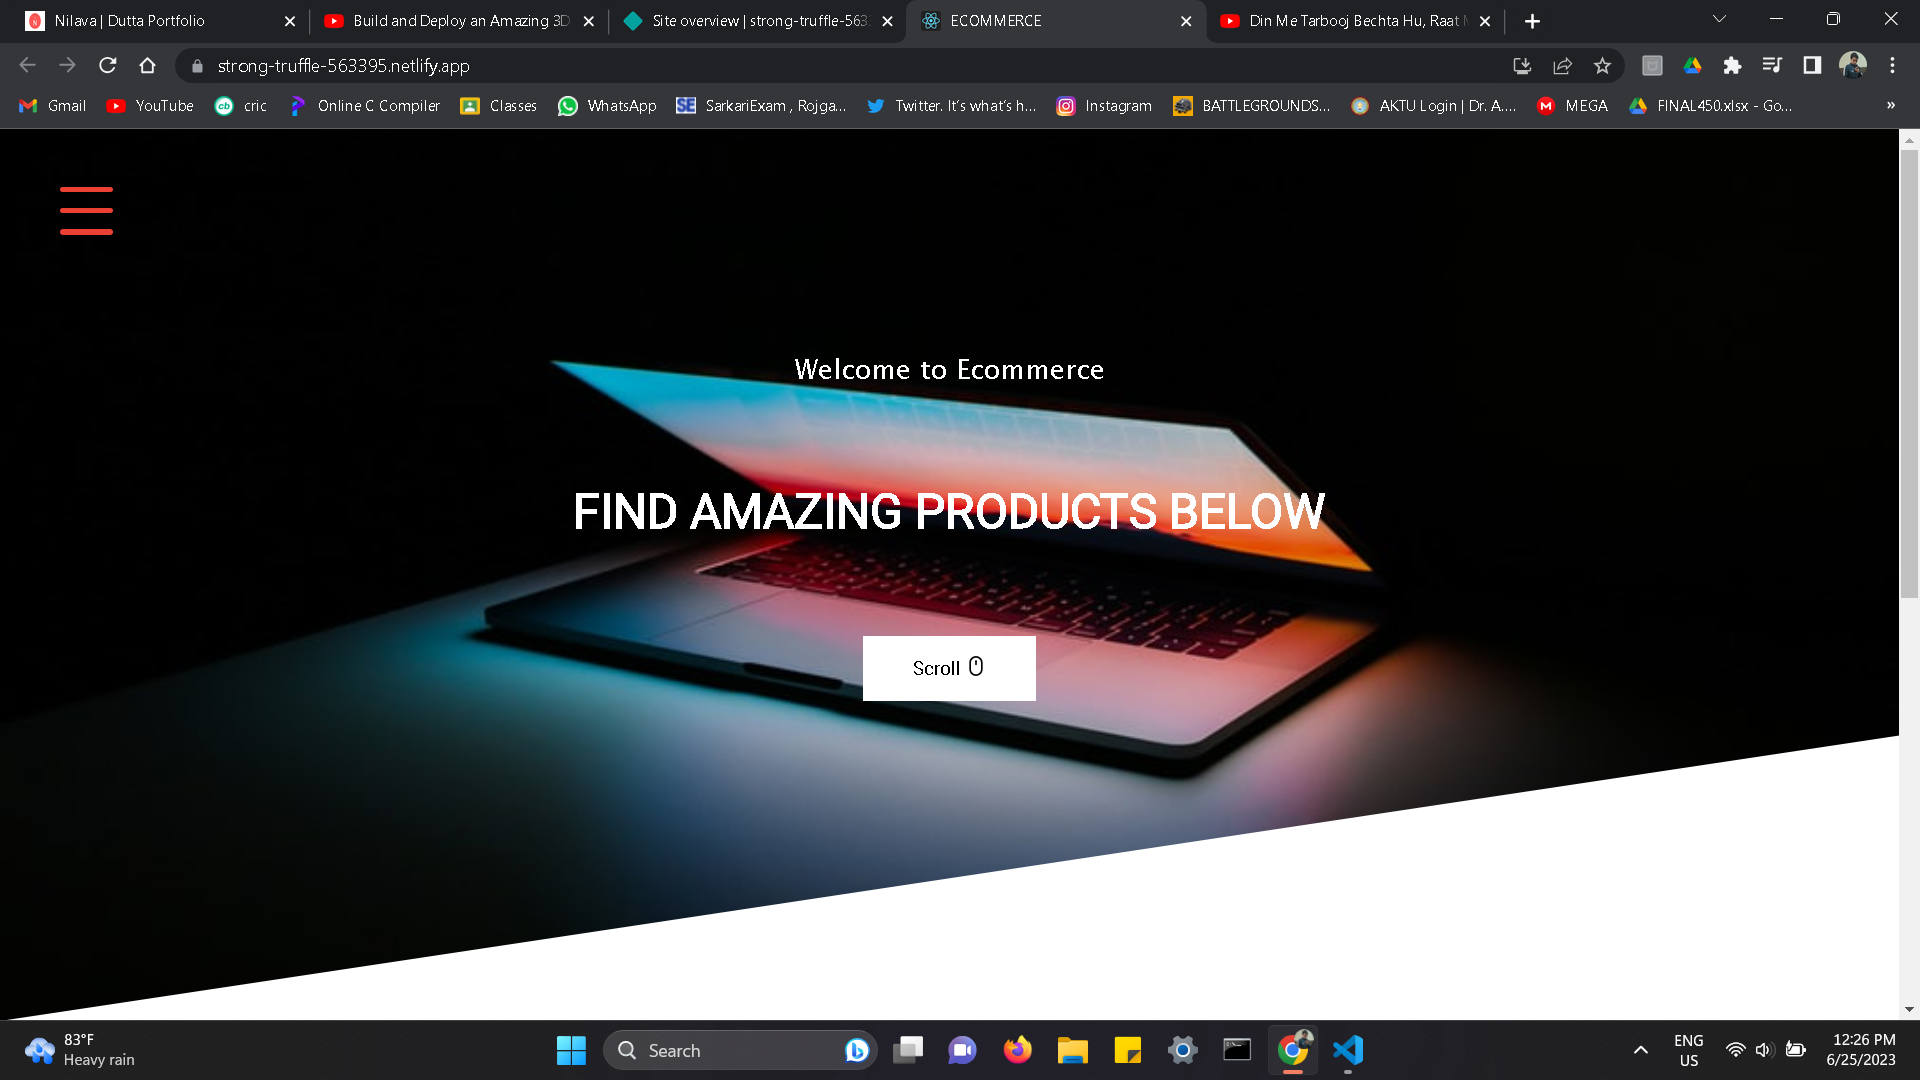 Nilava | Dutta Portfolio
Build and Deploy an Amazing 3D
Site overview | strong-truffle-563
ECOMMERCE
Din Me Tarbooj Bechta Hu, Raat
strong-truffle-563395.netlify.app
Gmail
YouTube
cric
Online C Compiler
Classes
WhatsApp
SarkariExam , Rojga...
Twitter. It's what's h...
Instagram
BATTLEGROUNDS...
AKTU Login | Dr. A....
MEGA
FINAL450.xlsx - Go...
»
Welcome to Ecommerce
FIND AMAZING PRODUCTS BELOW
Scroll
83°F
Heavy rain
Search
ENG
US
12:26 PM
6/25/2023